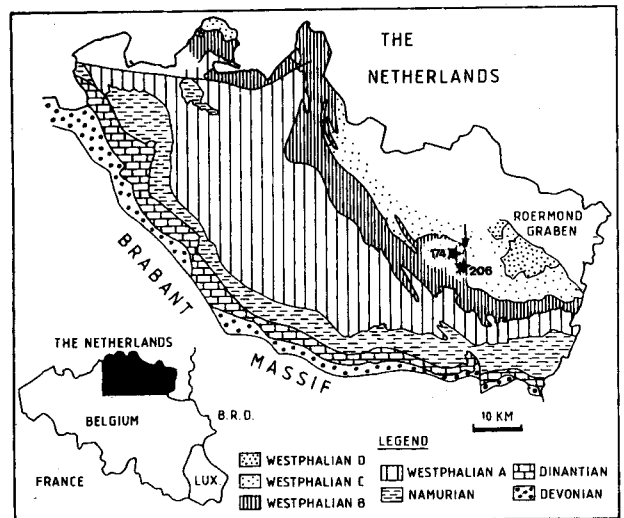 THE
NETHERLANDS
ROERMOND
GRABEN
174
206
BRABANT
MASSIF
THE NETHERLANDS
BELGIUM
B.R.D.
FRANCE
LUX
10 KM
LEGEND
WESTPHALIAN D
WESTPHALIAN C
WESTPHALIAN B
WESTPHALIAN A
NAMURIAN
DINANTIAN
DEVONIAN